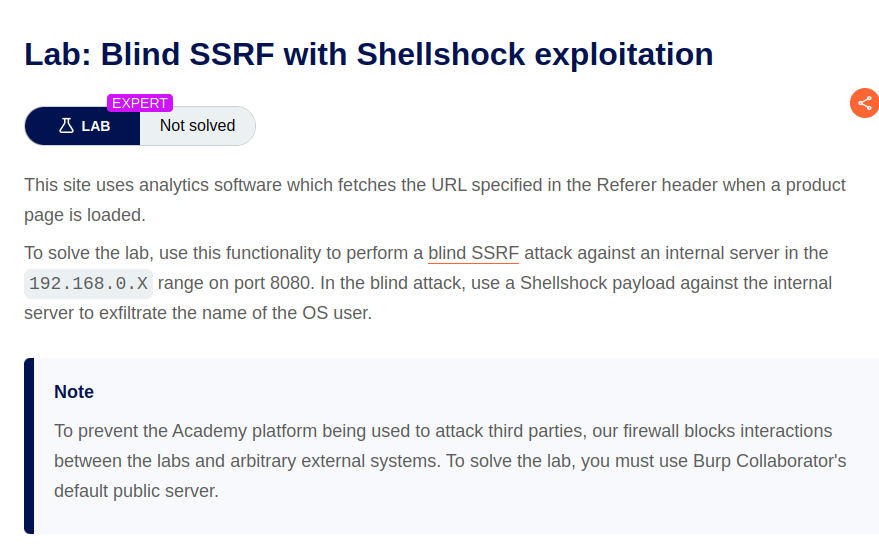 Lab: Blind SSRF with Shellshock exploitation
EXPERT
LAB Not solved
This site uses analytics software which fetches the URL specified in the Referer header when a product
page is loaded.
To solve the lab, use this functionality to perform a blind SSRF attack against an internal server in the
192.168.0.X range on port 8080. In the blind attack, use a Shellshock payload against the internal
server to exfiltrate the name of the OS user.
Note
To prevent the Academy platform being used to attack third parties, our firewall blocks interactions
between the labs and arbitrary external systems. To solve the lab, you must use Burp Collaborator's
default public server.